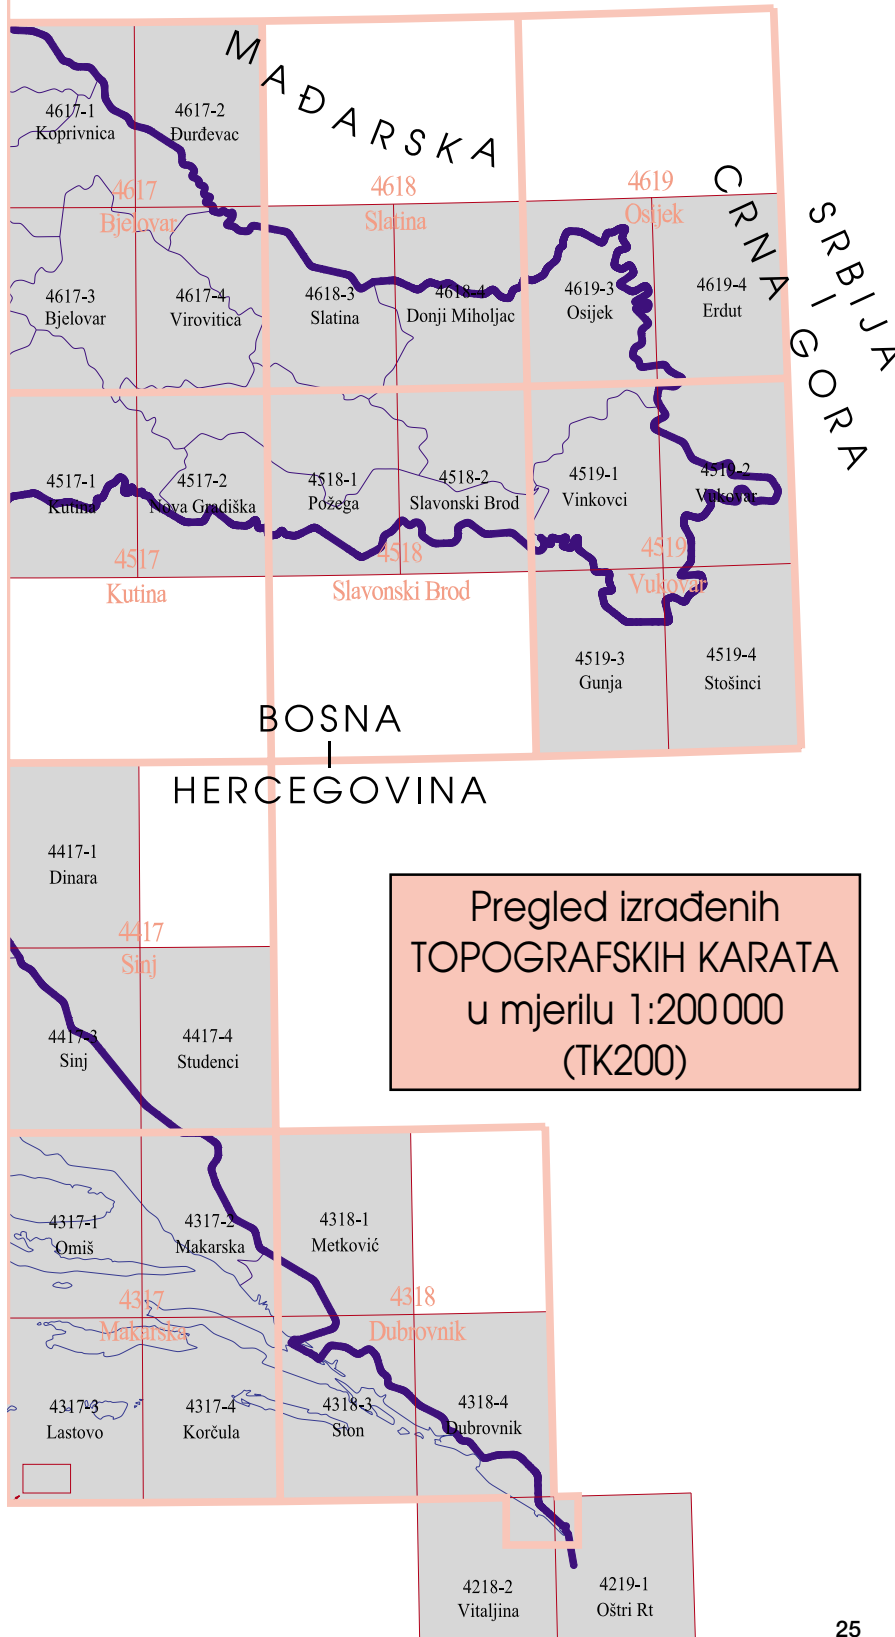 MAĐARSKA
4617-1
Koprivnica
4617-2
Đurđevac
4617
Bjelovar
4618
Slatina
4619
Osijek
CRNA GORA
SRBIJA I
4617-3
Bjelovar
4617-4
Virovitica
4618-3
Slatina
4618-4
Donji Miholjac
4619-3
Osijek
4619-4
Erdut
4517-1
Kutina
4517-2
Nova Gradiška
4518-1
Požega
4518-2
Slavonski Brod
4519-1
Vinkovci
4519-2
Vukovar
4517
Kutina
4518
Slavonski Brod
4519
Vukovar
4519-3
Gunja
4519-4
Stošinci
BOSNA
I
HERCEGOVINA
4417-1
Dinara
4417
Sinj
4417-3
Sinj
4417-4
Studenci
Pregled izrađenih
TOPOGRAFSKIH KARATA
u mjerilu 1:200 000
(TK200)
4317-1
Omiš
4317-2
Makarska
4318-1
Metković
4317
Makarska
4318
Dubrovnik
4317-3
Lastovo
4317-4
Korčula
4318-3
Ston
4318-4
Dubrovnik
4218-2
Vitaljina
4219-1
Oštri Rt
25